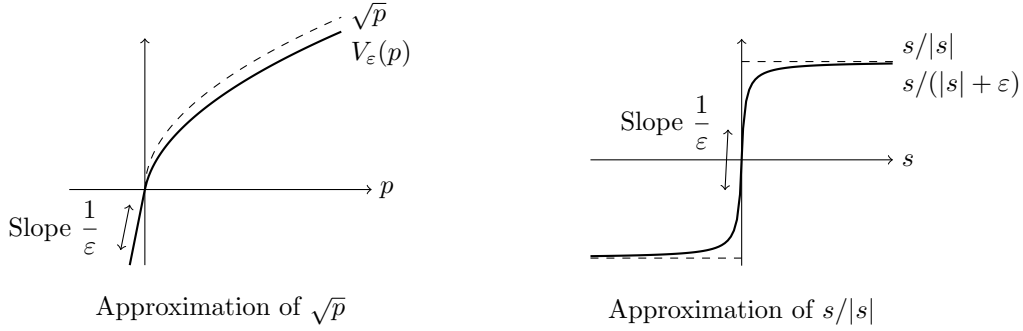 √p
V_ε(p)
p
Slope 1/ε
Approximation of √p
s/|s|
s/(|s| + ε)
Slope 1/ε
s
Approximation of s/|s|